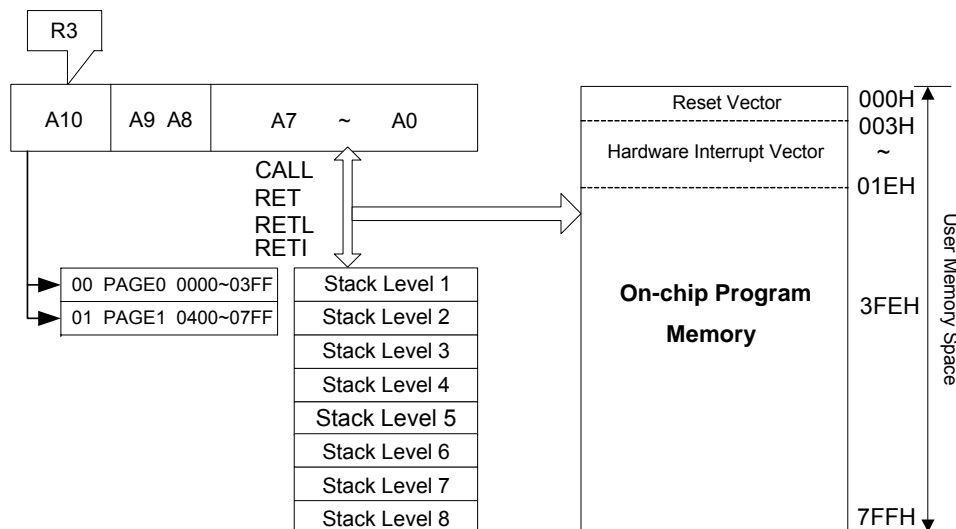 R3
A10
A9 A8
A7 ~ A0
CALL
RET
RETL
RETI
00 PAGE0 0000~03FF
01 PAGE1 0400~07FF
Stack Level 1
Stack Level 2
Stack Level 3
Stack Level 4
Stack Level 5
Stack Level 6
Stack Level 7
Stack Level 8
Reset Vector
Hardware Interrupt Vector
On-chip Program
Memory
000H
003H
~
01EH
3FEH
7FFH
User Memory Space